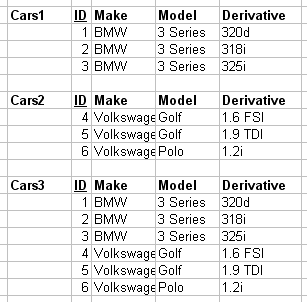 Cars1 ID Make Model Derivative
1 BMW 3 Series 320d
2 BMW 3 Series 318i
3 BMW 3 Series 325i
Cars2 ID Make Model Derivative
4 Volkswage Golf 1.6 FSI
5 Volkswage Golf 1.9 TDI
6 Volkswage Polo 1.2i
Cars3 ID Make Model Derivative
1 BMW 3 Series 320d
2 BMW 3 Series 318i
3 BMW 3 Series 325i
4 Volkswage Golf 1.6 FSI
5 Volkswage Golf 1.9 TDI
6 Volkswage Polo 1.2i